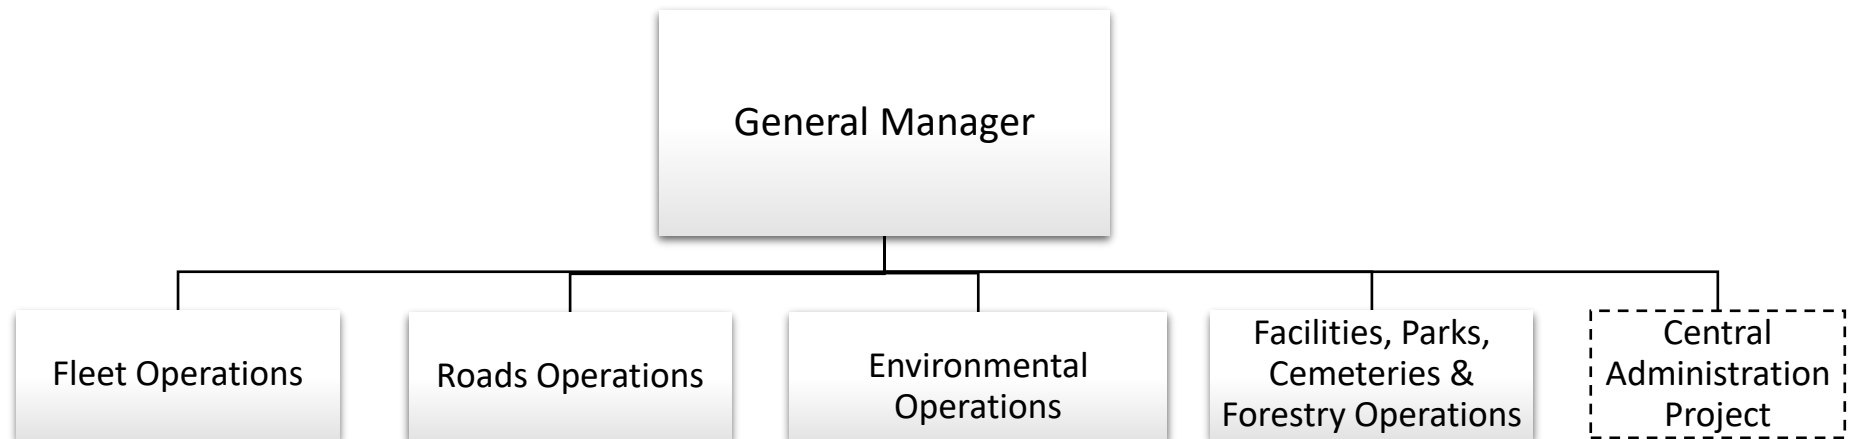 General Manager
Fleet Operations
Roads Operations
Environmental
Operations
Facilities, Parks,
Cemeteries &
Forestry Operations
Central
Administration
Project